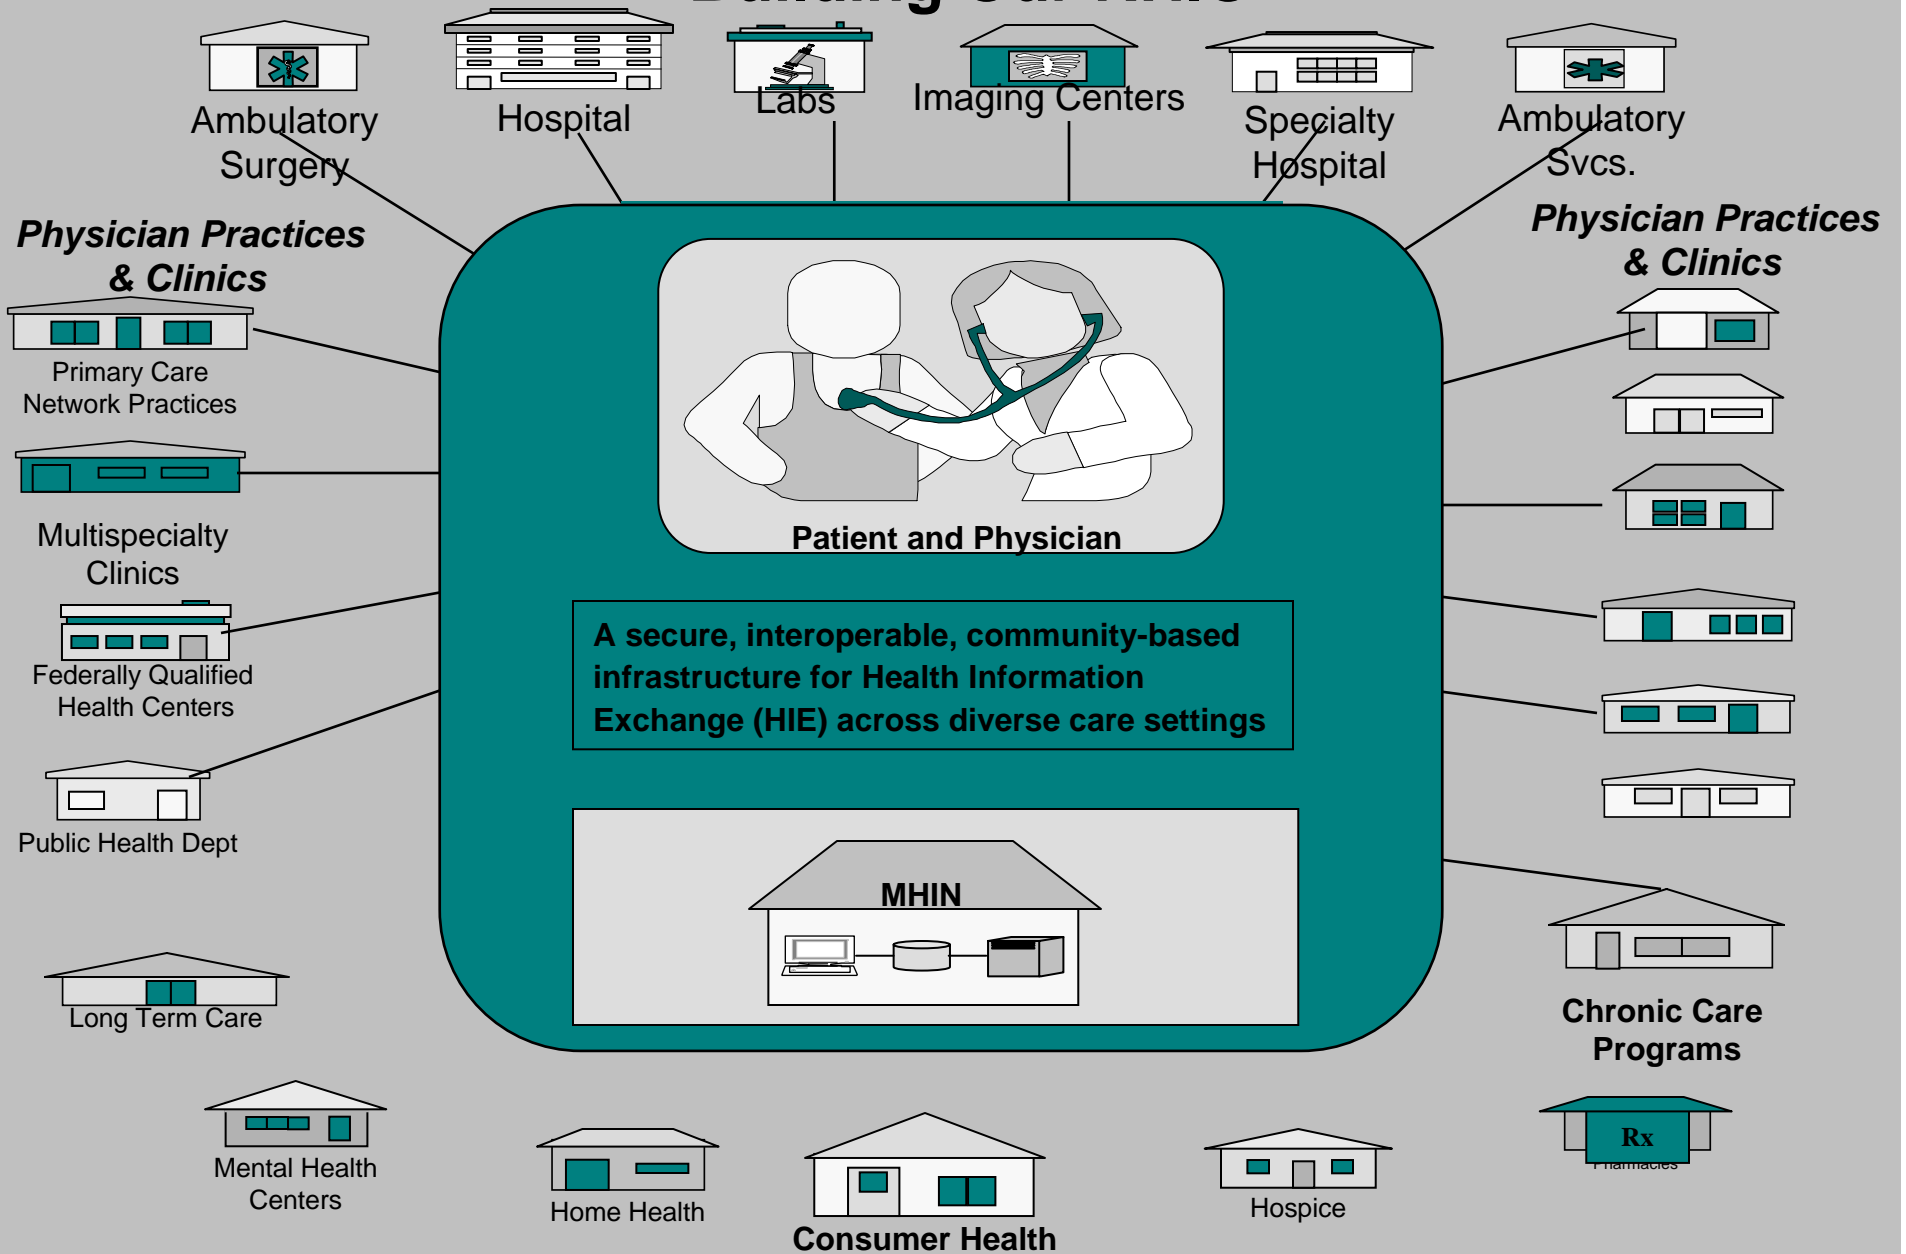 Building Our
Ambulatory
Surgery
Hospital
Labs
Imaging Centers
Specialty
Hospital
Ambulatory
Svcs.
Physician Practices
& Clinics
Physician Practices
& Clinics
Primary Care
Network Practices
Multispecialty
Clinics
Federally Qualified
Health Centers
Public Health Dept
Long Term Care
Mental Health
Centers
Patient and Physician
A secure, interoperable, community-based
infrastructure for Health Information
Exchange (HIE) across diverse care settings
MHIN
Chronic Care
Programs
Rx
Pharmacies
Home Health
Consumer Health
Hospice